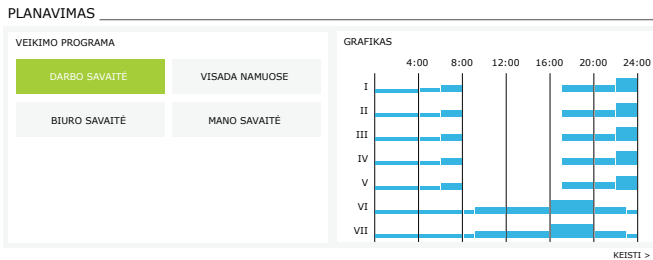 PLANAVIMAS
VEIKIMO PROGRAMA
DARBO SAVAITĖ
VISADA NAMUOSE
BIURO SAVAITĖ
MANO SAVAITĖ
GRAFIKAS
4:00 8:00 12:00 16:00 20:00 24:00
I
II
III
IV
V
VI
VII
KEISTI >